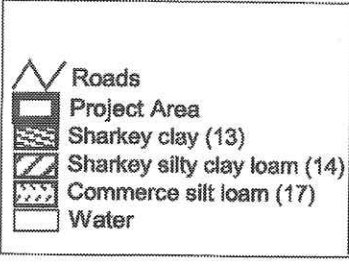 Roads
Project Area
Sharkey clay (13)
Sharkey silty clay loam (14)
Commerce silt loam (17)
Water